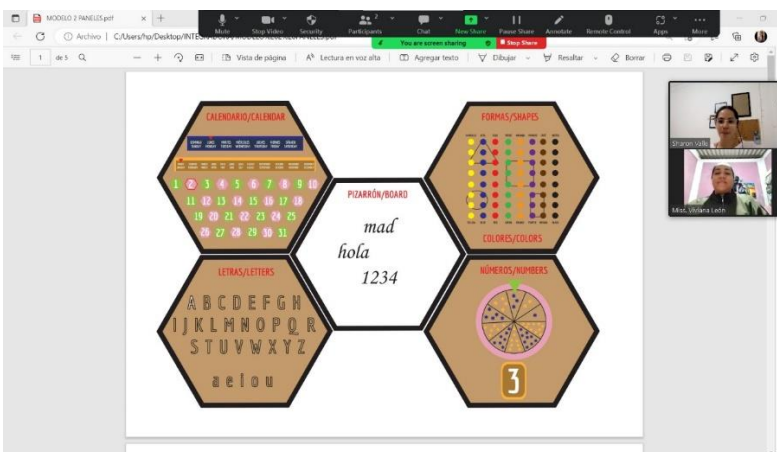 MODELO 2 PANELES.pdf
Mute
Stop Video
Security
Participants
2
Chat
New Share
Pause Share
Annotate
Remote Control
Apps
More
You are screen sharing
Stop Share
Archivo
1 de 5
Vista de página
Lectura en voz alta
Agregar texto
Dibujar
Resaltar
Borrar
Sharon Valle
Miss. Viviana León
CALENDARIO/CALENDAR
1 2 3 4 5 6 7 8 9 10
11 12 13 14 15 16 17 18
19 20 21 22 23 24 25
26 27 28 29 30 31
FORMAS/SHAPES
COLORES/COLORS
PIZARRÓN/BOARD
mad
hola
1234
LETRAS/LETTERS
A B C D E F G H
I J K L M N O P Q R
S T U V W X Y Z
a e i o u
NÚMEROS/NUMBERS
3